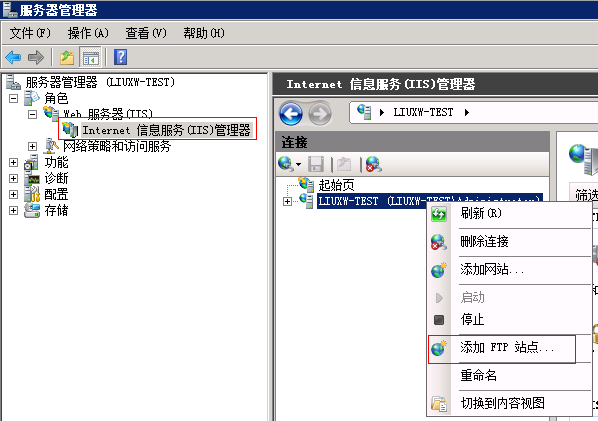 服务器管理器
文件(F) 操作(A) 查看(V) 帮助(H)
服务器管理器 (LIUXW-TEST)
角色
Web 服务器(IIS)
Internet 信息服务(IIS)管理器
网络策略和访问服务
功能
诊断
配置
存储
Internet 信息服务(IIS)管理器
LIUXW-TEST
连接
起始页
LIUXW-TEST (LIUXW-TEST\Administrator)
筛选
刷新(R)
删除连接
添加网站...
启动
停止
添加 FTP 站点...
重命名
切换到内容视图